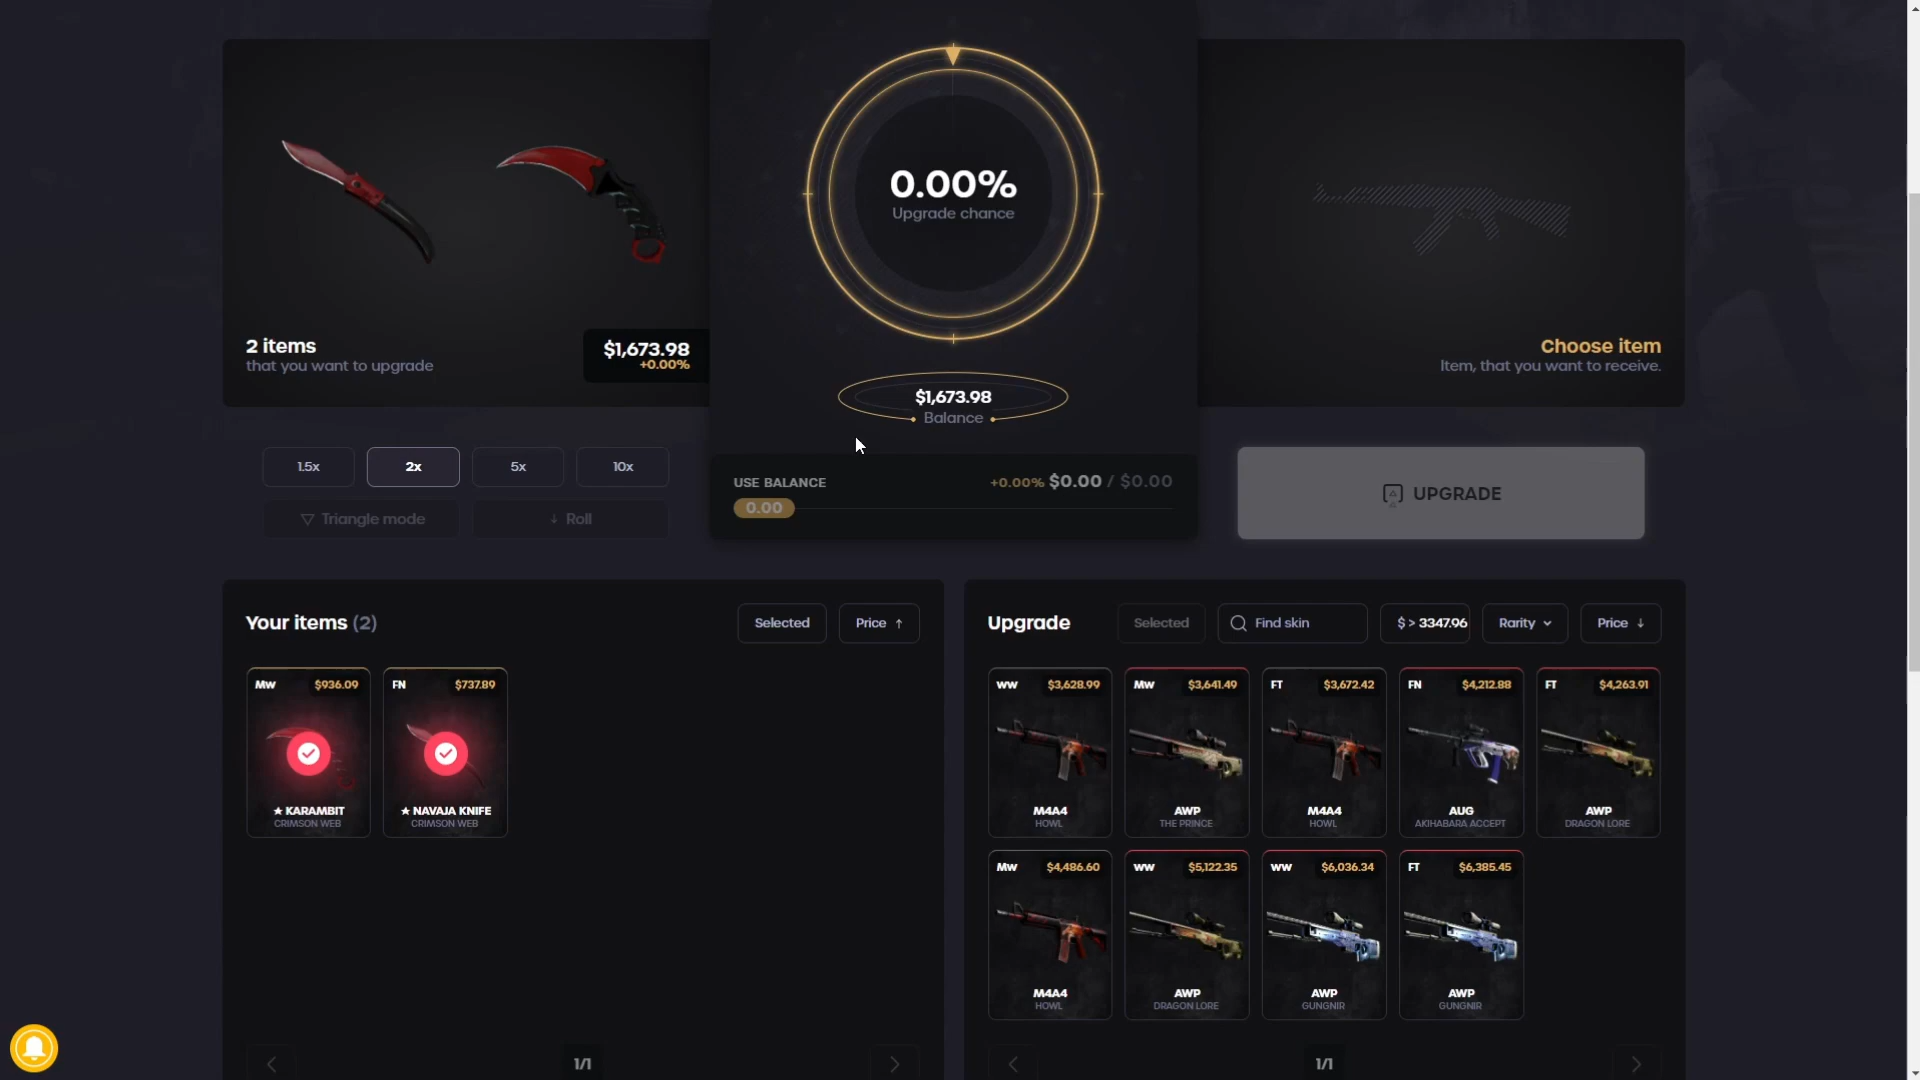 0.00%
Upgrade chance
2 items
that you want to upgrade
$1,673.98
+0.00%
Choose item
Item, that you want to receive.
$1,673.98
Balance
1.5x
2x
5x
10x
Triangle mode
Roll
USE BALANCE
+0.00% $0.00 / $0.00
0.00
UPGRADE
Your items (2)
Selected
Price ↑
Upgrade
Selected
Find skin
$ > 3347.96
Rarity
Price ↓
MW $936.09
★ KARAMBIT
CRIMSON WEB
FN $737.89
★ NAVAJA KNIFE
CRIMSON WEB
WW $3,628.99
M4A4
HOWL
MW $3,641.49
AWP
THE PRINCE
FT $3,672.42
M4A4
HOWL
FN $4,212.88
AUG
AKIHABARA ACCEPT
FT $4,263.91
AWP
DRAGON LORE
MW $4,486.60
M4A4
HOWL
WW $5,122.35
AWP
DRAGON LORE
WW $6,036.34
AWP
GUNGNIR
FT $6,385.45
AWP
GUNGNIR
1/1
1/1